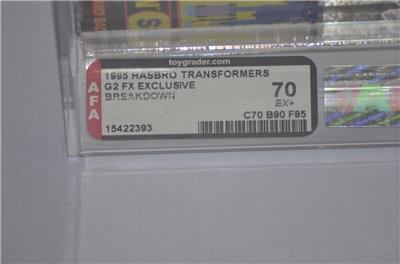 toygrader.com
AFA
1995 HASBRO TRANSFORMERS
G2 FX EXCLUSIVE
BREAKDOWN
70
EX+
15422393
C70 B90 F85